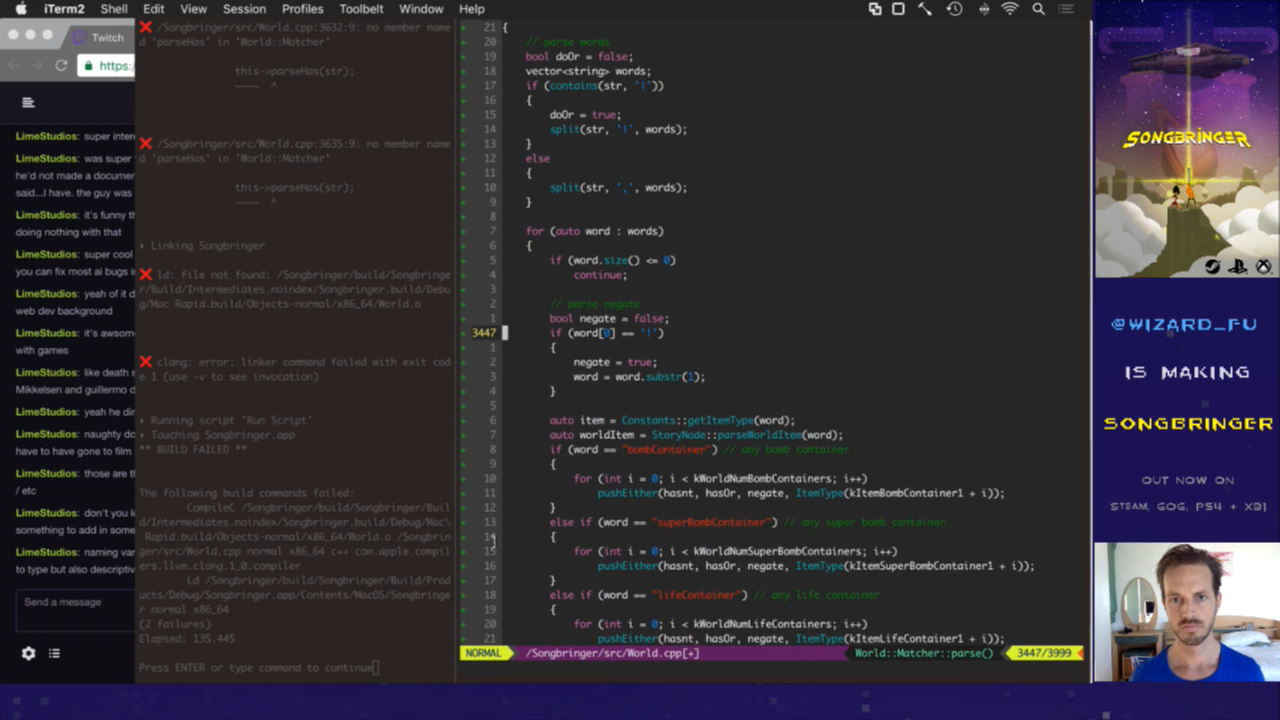 iTerm2 Shell Edit View Session Profiles Toolbelt Window Help
Twitch
https:
LimeStudios: super inter
LimeStudios: was super
he'd not made a documer
said...I have. the guy was
LimeStudios: it's funny th
doing nothing with that
LimeStudios: super cool
you can fix most ai bugs i
LimeStudios: yeah of it d
web dev background
LimeStudios: it's awsom
with games
LimeStudios: like death s
Mikkelsen and guillermo d
LimeStudios: yeah he dir
LimeStudios: naughty do
have to have gone to film
LimeStudios: those are th
/ etc
LimeStudios: don't you k
something to add in some
LimeStudios: naming var
to type but also descriptiv
Send a message
❌ /Songbringer/src/World.cpp:3632:9: no member name
d 'parseHas' in 'World::Matcher'
this->parseHas(str);
~~~~ ^
❌ /Songbringer/src/World.cpp:3635:9: no member name
d 'parseHas' in 'World::Matcher'
this->parseHas(str);
~~~~ ^
› Linking Songbringer
❌ ld: file not found: /Songbringer/build/Songbringe
r/Build/Intermediates.noindex/Songbringer.build/Debu
g/Mac Rapid.build/Objects-normal/x86_64/World.o
❌ clang: error: linker command failed with exit cod
e 1 (use -v to see invocation)
› Running script 'Run Script'
› Touching Songbringer.app
** BUILD FAILED **
The following build commands failed:
CompileC /Songbringer/build/Songbringer/Buil
d/Intermediates.noindex/Songbringer.build/Debug/Mac\
Rapid.build/Objects-normal/x86_64/World.o /Songbrin
ger/src/World.cpp normal x86_64 c++ com.apple.compil
ers.llvm.clang.1_0.compiler
Ld /Songbringer/build/Songbringer/Build/Prod
ucts/Debug/Songbringer.app/Contents/MacOS/Songbringe
r normal x86_64
(2 failures)
Elapsed: 135.445
Press ENTER or type command to continue
+ 21 {
+ 20 // parse words
+ 19 bool doOr = false;
+ 18 vector<string> words;
+ 17 if (contains(str, '|'))
+ 16 {
+ 15 doOr = true;
+ 14 split(str, '|', words);
+ 13 }
+ 12 else
+ 11 {
+ 10 split(str, ',', words);
+ 9 }
+ 8
+ 7 for (auto word : words)
+ 6 {
+ 5 if (word.size() <= 0)
+ 4 continue;
+ 3
+ 2 // parse negate
+ 1 bool negate = false;
+ 3447 if (word[0] == '!')
+ 1 {
+ 2 negate = true;
+ 3 word = word.substr(1);
+ 4 }
+ 5
+ 6 auto item = Constants::getItemType(word);
+ 7 auto worldItem = StoryNode::parseWorldItem(word);
+ 8 if (word == "bombContainer") // any bomb container
+ 9 {
+ 10 for (int i = 0; i < kWorldNumBombContainers; i++)
+ 11 pushEither(hasnt, hasOr, negate, ItemType(kItemBombContainer1 + i));
+ 12 }
+ 13 else if (word == "superBombContainer") // any super bomb container
+ 14 {
+ 15 for (int i = 0; i < kWorldNumSuperBombContainers; i++)
+ 16 pushEither(hasnt, hasOr, negate, ItemType(kItemSuperBombContainer1 + i));
+ 17 }
+ 18 else if (word == "lifeContainer") // any life container
+ 19 {
+ 20 for (int i = 0; i < kWorldNumLifeContainers; i++)
+ 21 pushEither(hasnt, hasOr, negate, ItemType(kItemLifeContainer1 + i));
NORMAL /Songbringer/src/World.cpp[+] World::Matcher::parse() 3447/3999
SONGBRINGER
@WIZARD_FU
IS MAKING
SONGBRINGER
OUT NOW ON
STEAM, GOG, PS4 + XB1